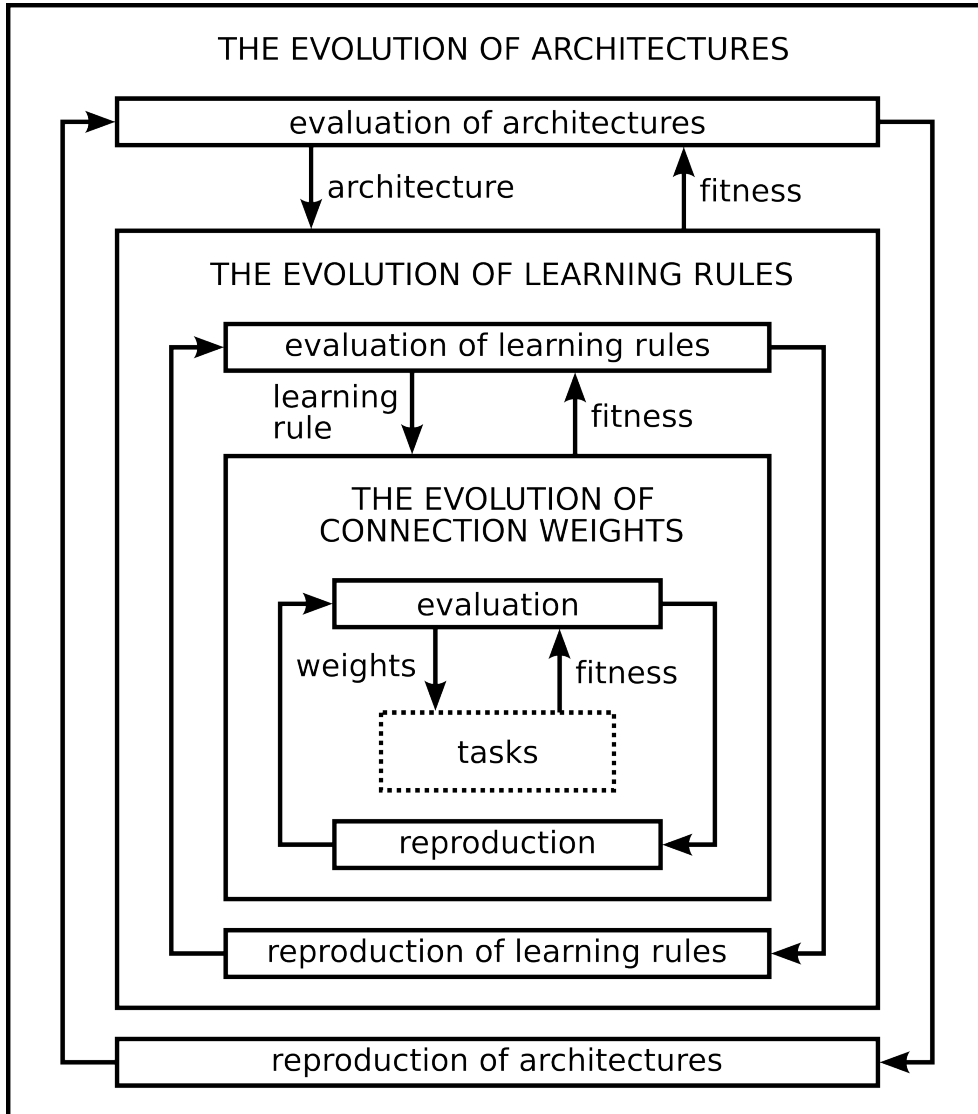 THE EVOLUTION OF ARCHITECTURES
evaluation of architectures
architecture
fitness
THE EVOLUTION OF LEARNING RULES
evaluation of learning rules
learning
rule
fitness
THE EVOLUTION OF
CONNECTION WEIGHTS
evaluation
weights
fitness
tasks
reproduction
reproduction of learning rules
reproduction of architectures